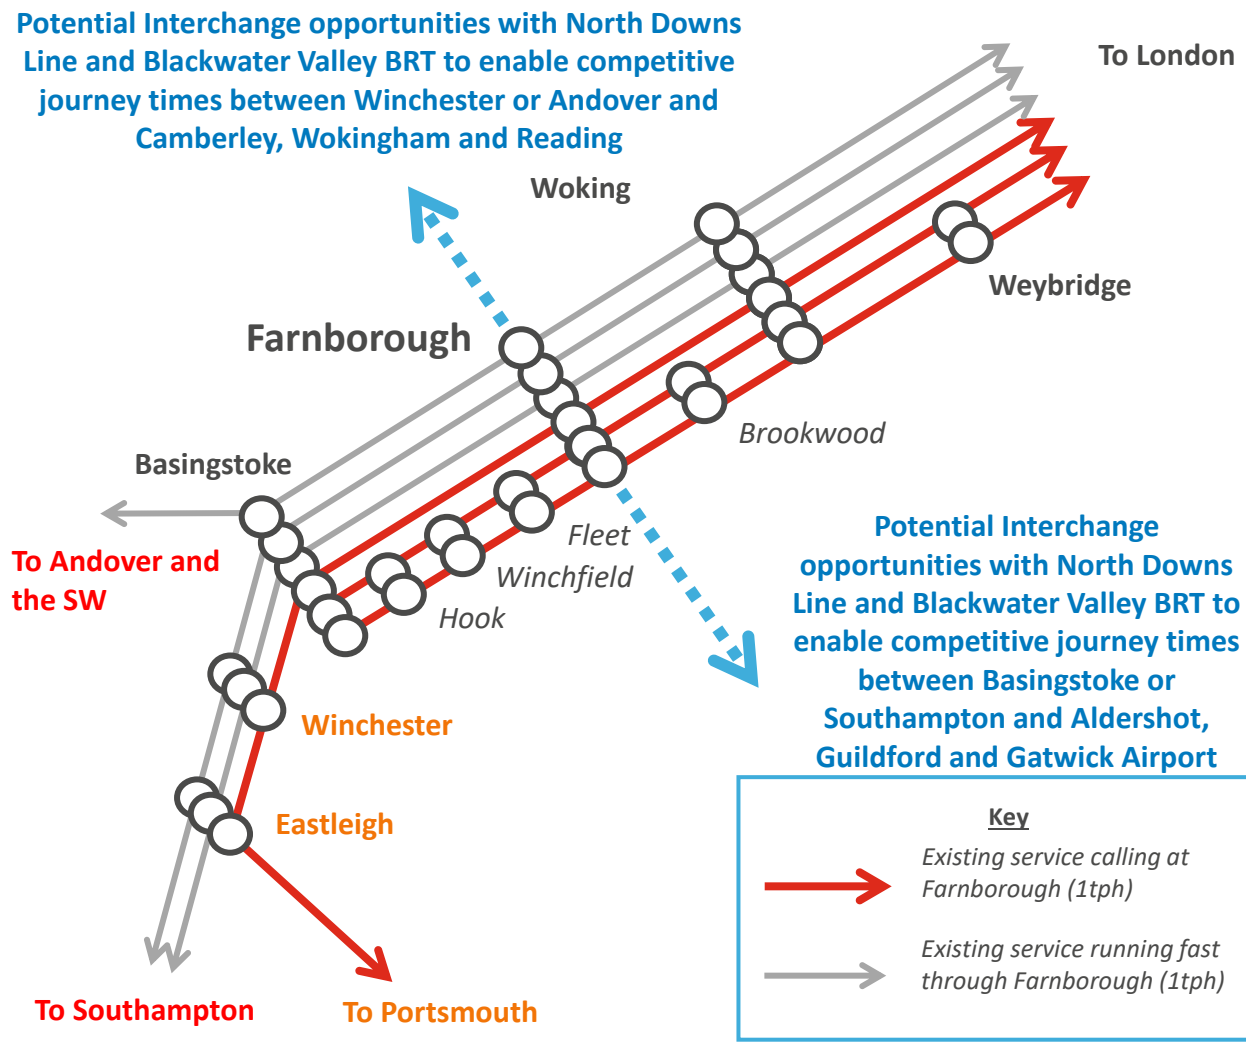 Potential Interchange opportunities with North Downs
Line and Blackwater Valley BRT to enable competitive
journey times between Winchester or Andover and
Camberley, Wokingham and Reading
To London
Woking
Weybridge
Farnborough
Brookwood
Basingstoke
Fleet
Winchfield
Hook
To Andover and
the SW
Potential Interchange
opportunities with North Downs
Line and Blackwater Valley BRT to
enable competitive journey times
between Basingstoke or
Southampton and Aldershot,
Guildford and Gatwick Airport
Winchester
Eastleigh
To Southampton
To Portsmouth
Key
Existing service calling at
Farnborough (1tph)
Existing service running fast
through Farnborough (1tph)